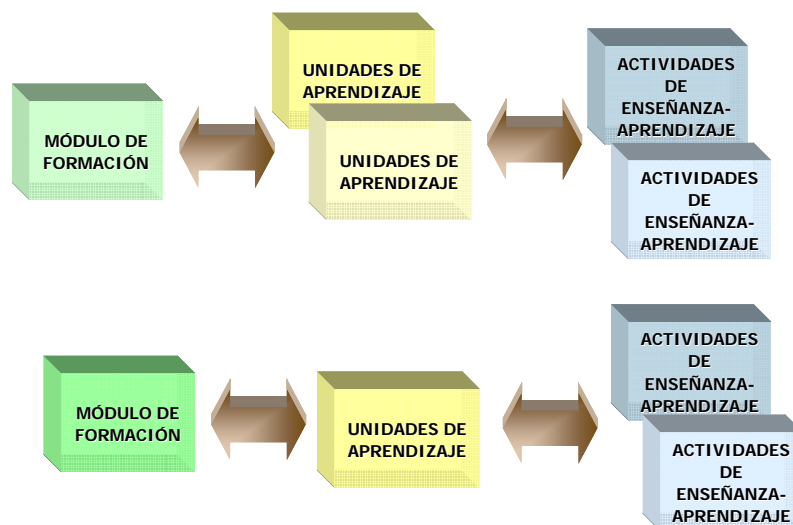 MÓDULO DE
FORMACIÓN
UNIDADES DE
APRENDIZAJE
UNIDADES DE
APRENDIZAJE
ACTIVIDADES
DE
ENSEÑANZA-
APRENDIZAJE
ACTIVIDADES
DE
ENSEÑANZA-
APRENDIZAJE
MÓDULO DE
FORMACIÓN
UNIDADES DE
APRENDIZAJE
ACTIVIDADES
DE
ENSEÑANZA-
APRENDIZAJE
ACTIVIDADES
DE
ENSEÑANZA-
APRENDIZAJE